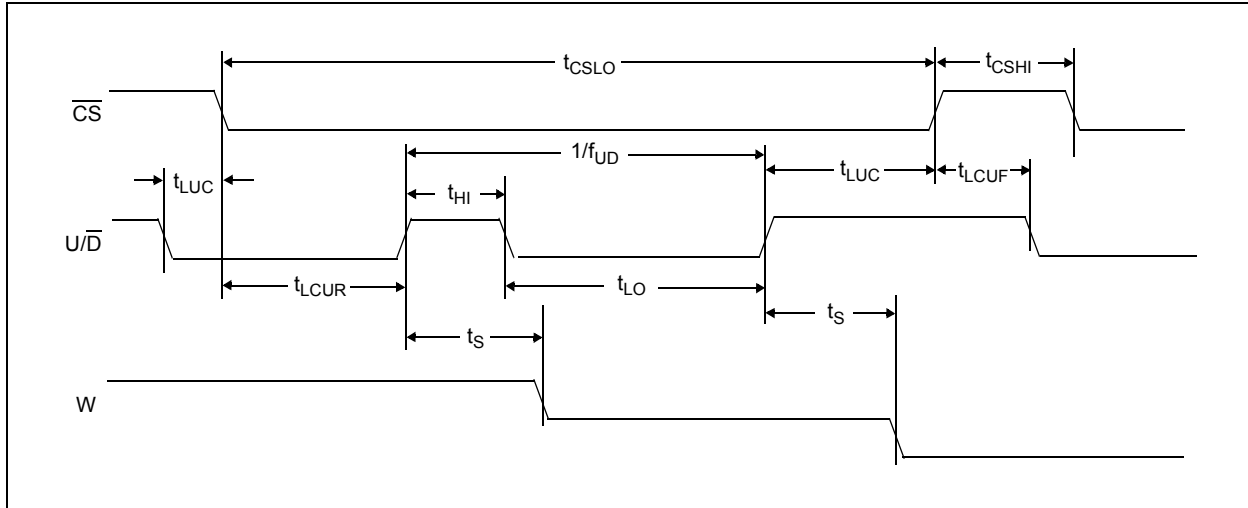 tCSLO
tCSHI
CS
1/fUD
tLUC
tHI
tLUC
tLCUF
U/D
tLCUR
tLO
tS
tS
W